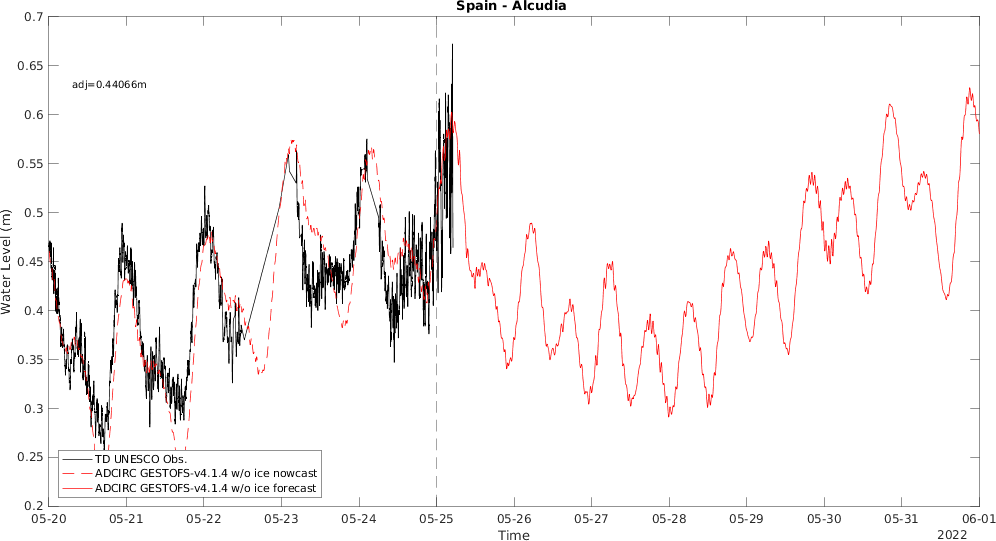 Spain - Alcudia
0.7
0.65
0.6
0.55
0.5
0.45
0.4
0.35
0.3
0.25
0.2
Water Level (m)
adj=0.44066m
TD UNESCO Obs.
ADCIRC GESTOFS-v4.1.4 w/o ice nowcast
ADCIRC GESTOFS-v4.1.4 w/o ice forecast
05-20 05-21 05-22 05-23 05-24 05-25 05-26 05-27 05-28 05-29 05-30 05-31 06-01
Time
2022